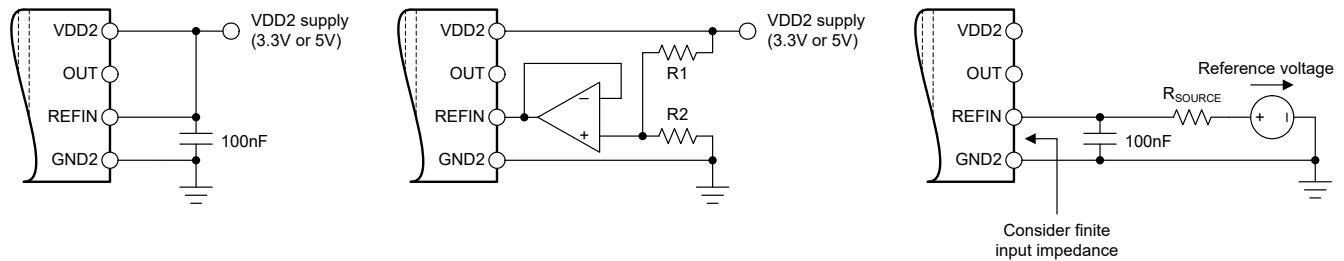 VDD2
OUT
REFIN
GND2
VDD2 supply
(3.3V or 5V)
100nF
VDD2
OUT
REFIN
GND2
−
+
R1
R2
VDD2 supply
(3.3V or 5V)
VDD2
OUT
REFIN
GND2
100nF
RSOURCE
Reference voltage
+
−
Consider finite
input impedance